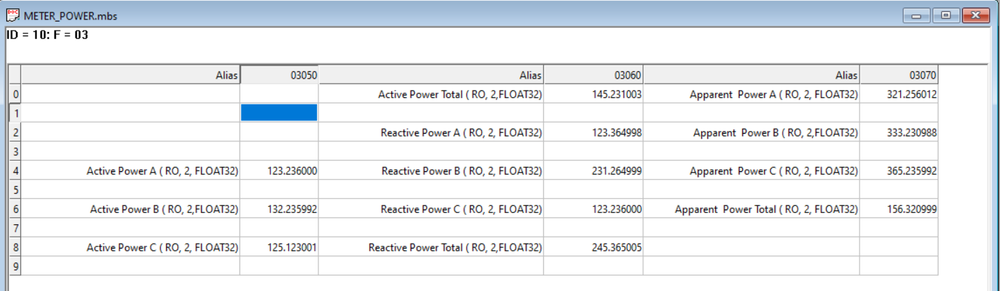 DOC METER_POWER.mbs
ID = 10: F = 03
Alias 03050 Alias 03060 Alias 03070
0 Active Power Total ( RO, 2, FLOAT32) 145.231003 Apparent  Power A ( RO, 2, FLOAT32) 321.256012
1
2 Reactive Power A ( RO, 2, FLOAT32) 123.364998 Apparent  Power B ( RO, 2,FLOAT32) 333.230988
3
4 Active Power A ( RO, 2, FLOAT32) 123.236000 Reactive Power B ( RO, 2, FLOAT32) 231.264999 Apparent  Power C ( RO, 2, FLOAT32) 365.235992
5
6 Active Power B ( RO, 2,FLOAT32) 132.235992 Reactive Power C ( RO, 2, FLOAT32) 123.236000 Apparent  Power Total ( RO, 2, FLOAT32) 156.320999
7
8 Active Power C ( RO, 2, FLOAT32) 125.123001 Reactive Power Total ( RO, 2,FLOAT32) 245.365005
9